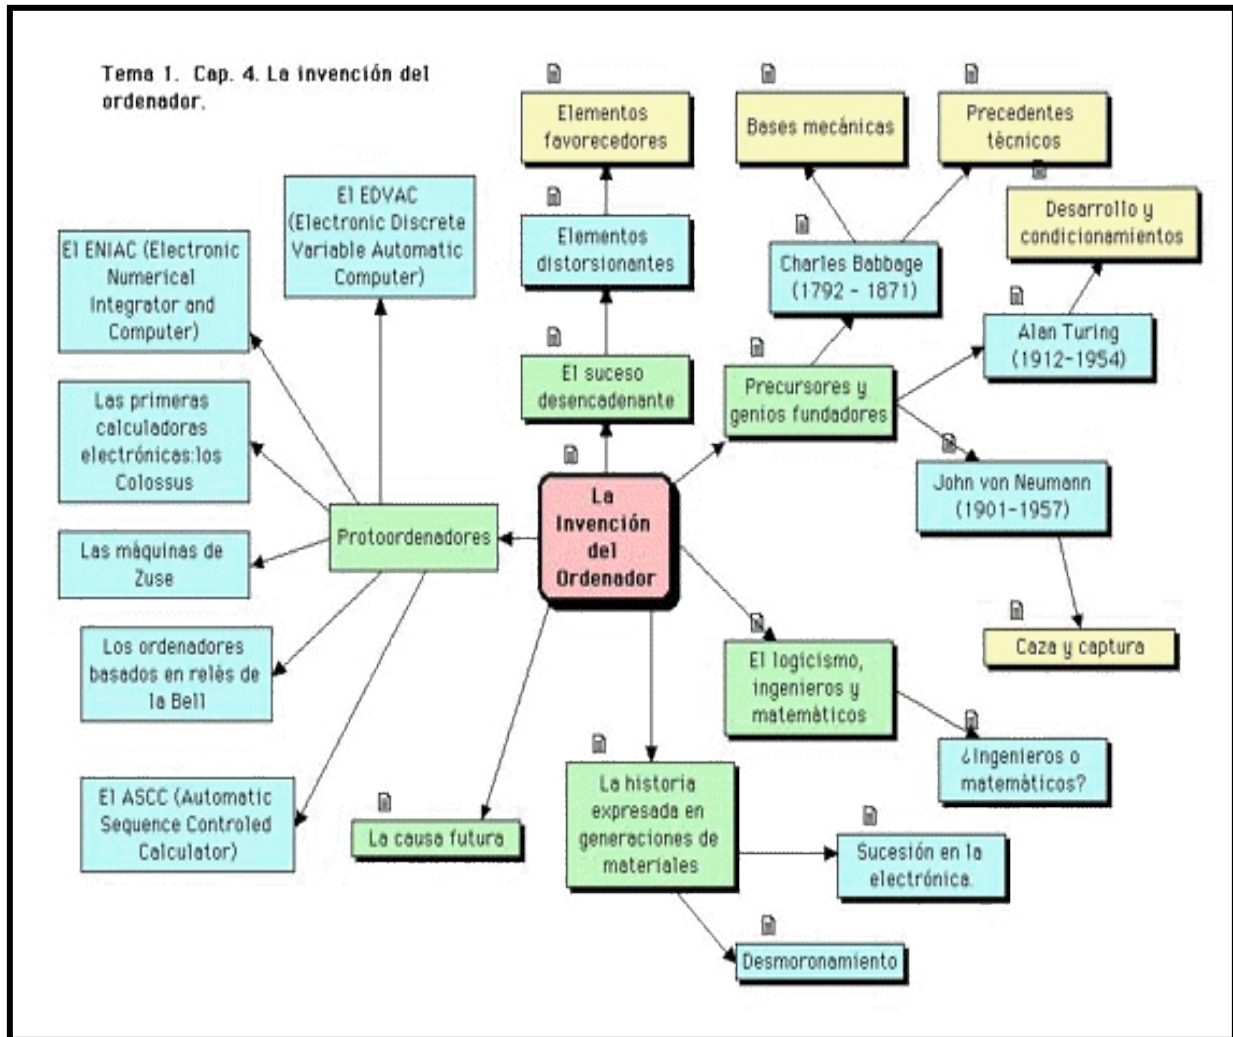 Tema 1. Cap. 4. La invención del
ordenador.
Elementos
favorecedores
Bases mecánicas
Precedentes
técnicos
El EDVAC
(Electronic Discrete
Variable Automatic
Computer)
Elementos
distorsionantes
Charles Babbage
(1792 - 1871)
Desarrollo y
condicionamientos
El ENIAC (Electronic
Numerical
Integrator and
Computer)
El suceso
desencadenante
Precursores y
genios fundadores
Alan Turing
(1912-1954)
Las primeras
calculadoras
electrónicas:los
Colossus
La
Invención
del
Ordenador
John von Neumann
(1901-1957)
Protoordenadores
Las máquinas de
Zuse
Los ordenadores
basados en relés de
la Bell
El logicismo,
ingenieros y
matemáticos
Caza y captura
¿Ingenieros o
matemáticos?
El ASCC (Automatic
Sequence Controled
Calculator)
La causa futura
La historia
expresada en
generaciones de
materiales
Sucesión en la
electrónica.
Desmoronamiento